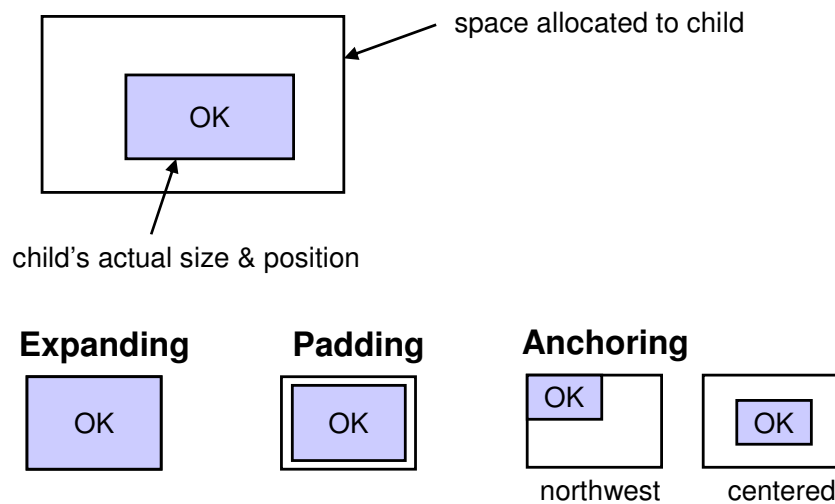 space allocated to child
OK
child's actual size & position
Expanding
Padding
Anchoring
OK
OK
OK
OK
northwest
centered